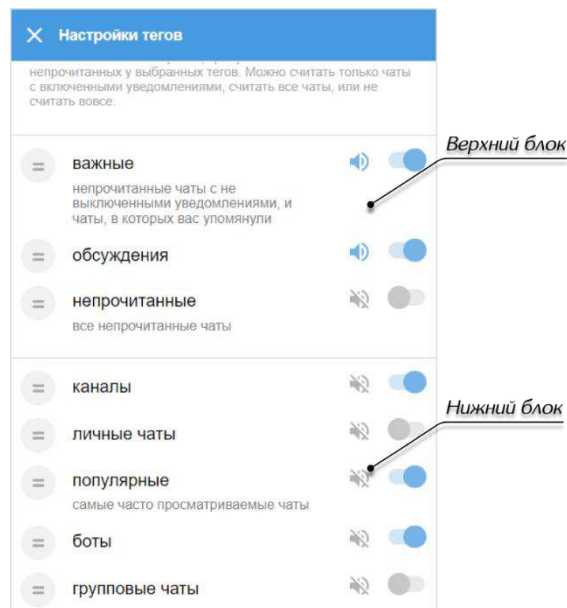 Настройки тегов
непрочитанных у выбранных тегов. Можно считать только чаты
с включенными уведомлениями, считать все чаты, или не
считать вовсе.
Верхний блок
важные
непрочитанные чаты с не
выключенными уведомлениями, и
чаты, в которых вас упомянули
обсуждения
непрочитанные
все непрочитанные чаты
каналы
Нижний блок
личные чаты
популярные
самые часто просматриваемые чаты
боты
групповые чаты